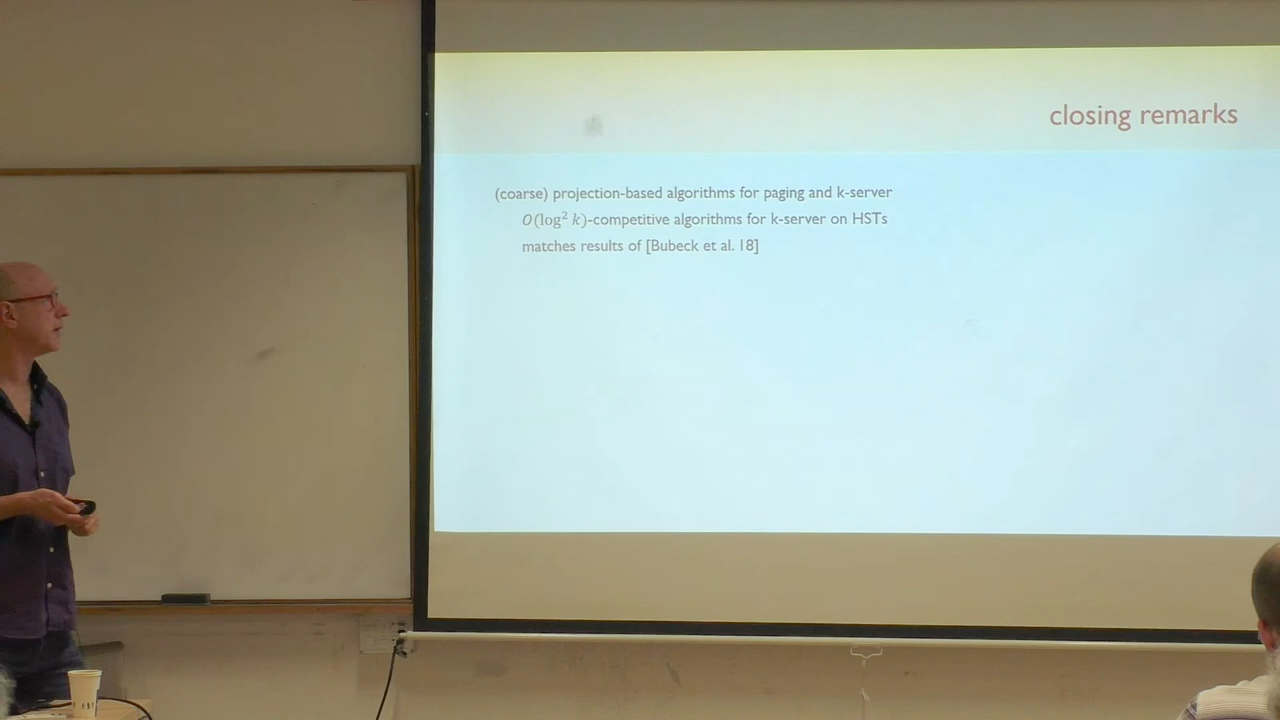 closing remarks
(coarse) projection-based algorithms for paging and k-server
O(log² k)-competitive algorithms for k-server on HSTs
matches results of [Bubeck et al. 18]